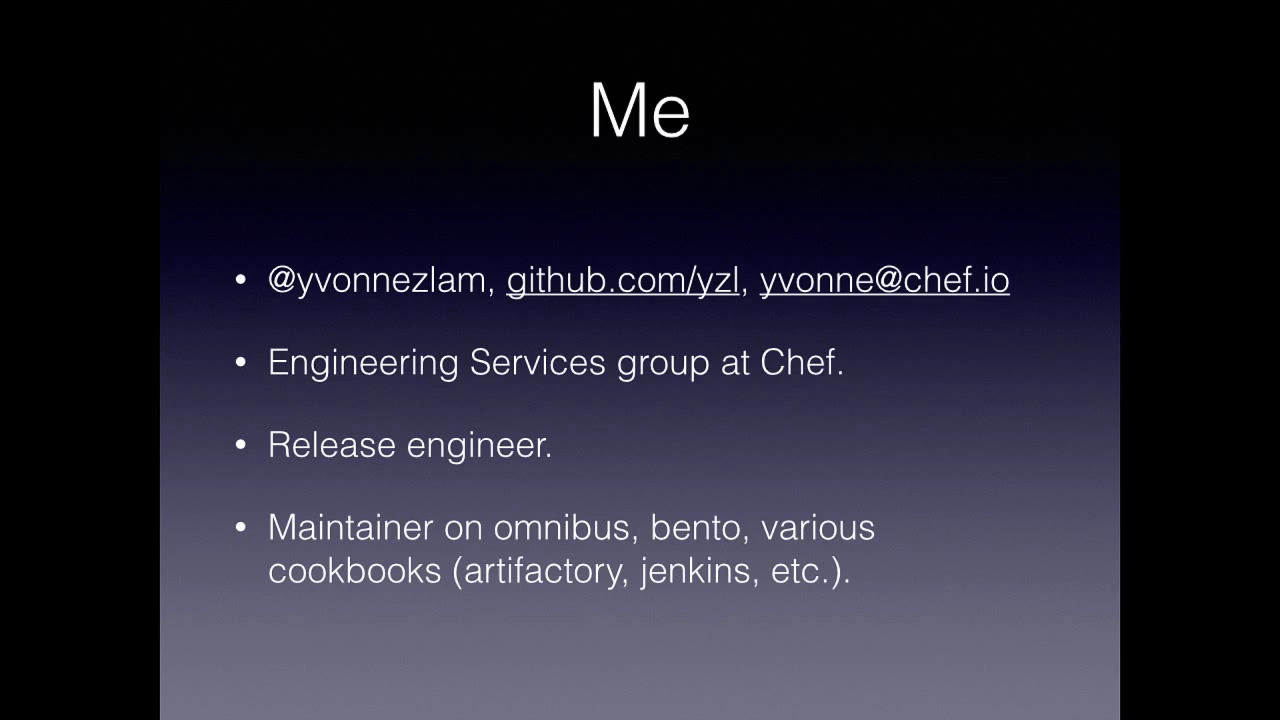 Me
• @yvonnezlam, github.com/yzl, yvonne@chef.io
• Engineering Services group at Chef.
• Release engineer.
• Maintainer on omnibus, bento, various
cookbooks (artifactory, jenkins, etc.).